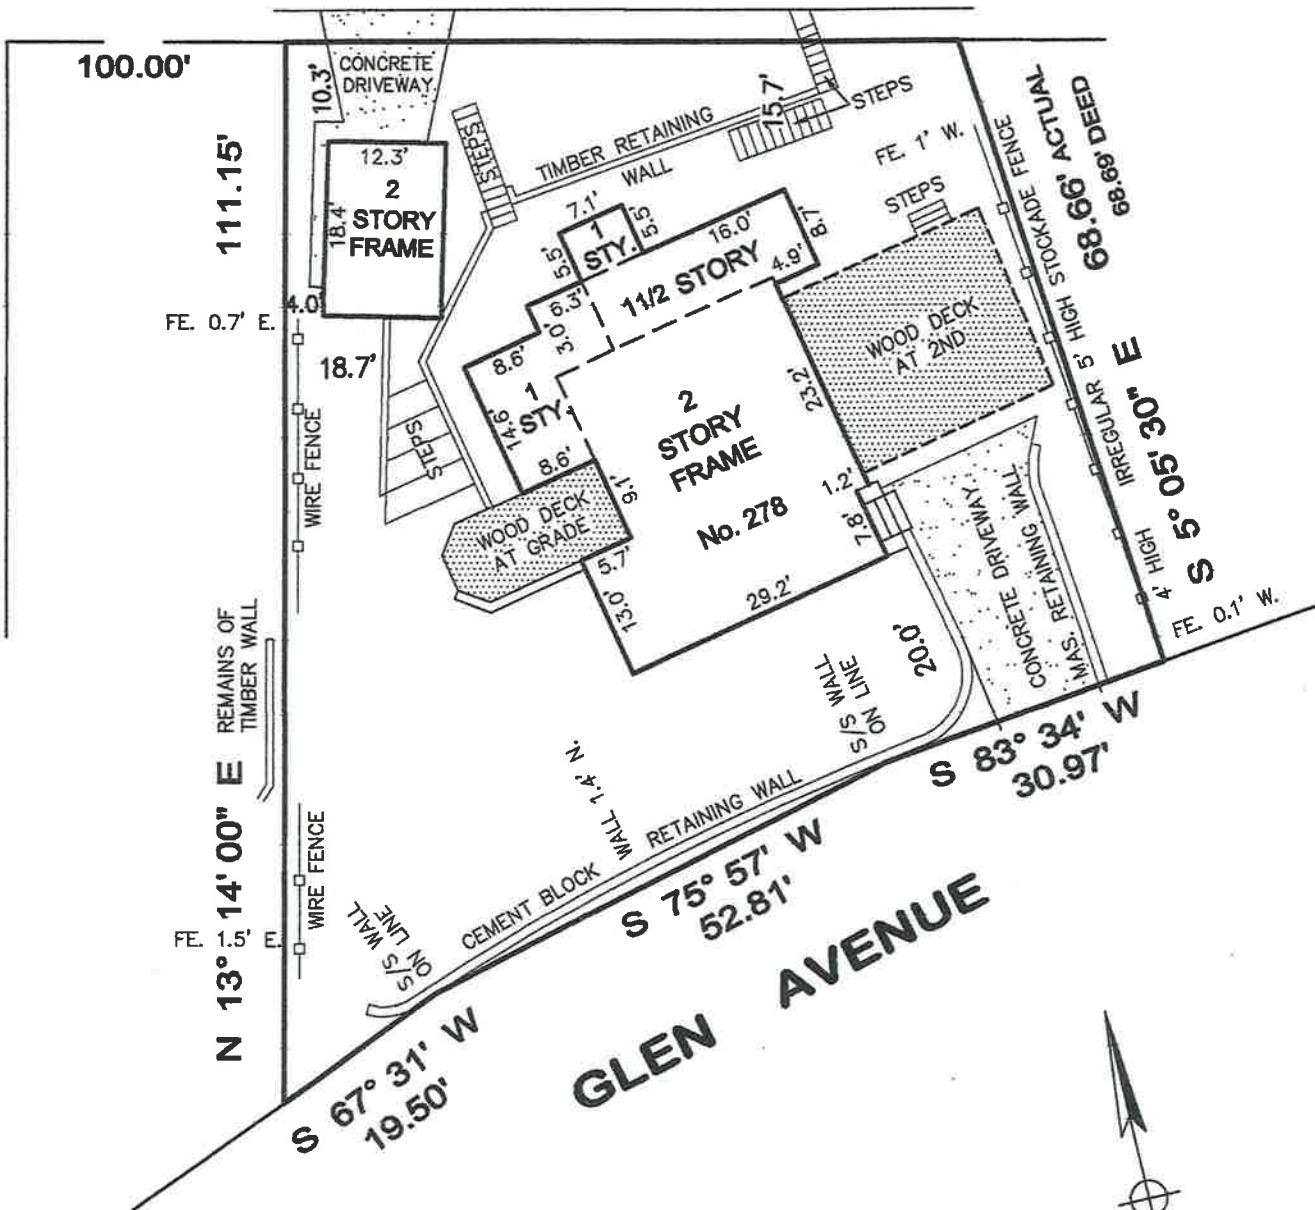 100.00'
CONCRETE
DRIVEWAY
10.3'
111.15'
12.3'
2
STORY
FRAME
18.4'
4.0'
FE. 0.7' E.
18.7'
STEPS
TIMBER RETAINING
WALL
15.7'
STEPS
FE. 1' W.
STEPS
68.66' ACTUAL
68.69' DEED
IRREGULAR 5' HIGH STOCKADE FENCE
4' HIGH
S 5° 05' 30" E
7.1'
1
STY.
5.5'
5.5'
16.0'
8.7'
4.9'
1 1/2 STORY
6.3'
3.0'
8.6'
1
STY.
14.6'
8.6'
2
STORY
FRAME
No. 278
23.2'
WOOD DECK
AT 2ND
1.2'
7.8'
9.1'
WOOD DECK
AT GRADE
5.7'
13.0'
29.2'
STEPS
WIRE FENCE
CONCRETE DRIVEWAY
MAS. RETAINING WALL
FE. 0.1' W.
20.0'
S/S WALL
ON LINE
REMAINS OF
TIMBER WALL
N 13° 14' 00" E
WIRE FENCE
FE. 1.5' E.
S/S WALL
ON LINE
CEMENT BLOCK RETAINING WALL
WALL 1.4' N.
S 83° 34' W
30.97'
S 75° 57' W
52.81'
S 67° 31' W
19.50'
GLEN AVENUE